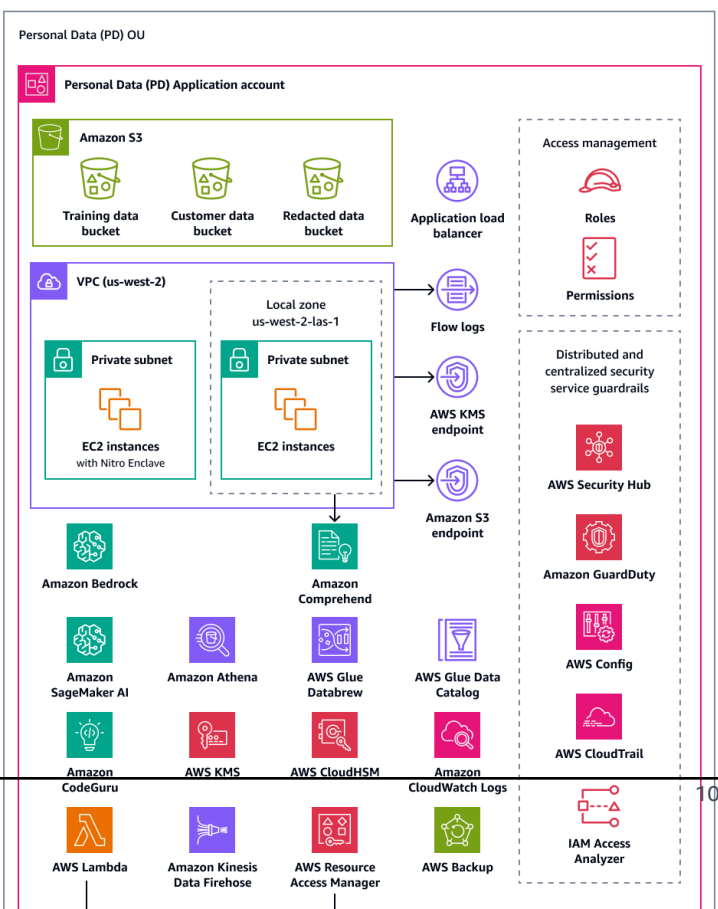 Personal Data (PD) OU
Personal Data (PD) Application account
Amazon S3
Training data
bucket
Customer data
bucket
Redacted data
bucket
Application load
balancer
Access management
Roles
Permissions
VPC (us-west-2)
Local zone
us-west-2-las-1
Private subnet
EC2 instances
with Nitro Enclave
Private subnet
EC2 instances
Flow logs
AWS KMS
endpoint
Amazon S3
endpoint
Distributed and
centralized security
service guardrails
AWS Security Hub
Amazon GuardDuty
AWS Config
AWS CloudTrail
IAM Access
Analyzer
Amazon Bedrock
Amazon
Comprehend
Amazon
SageMaker AI
Amazon Athena
AWS Glue
Databrew
AWS Glue Data
Catalog
Amazon
CodeGuru
AWS KMS
AWS CloudHSM
Amazon
CloudWatch Logs
10
AWS Lambda
Amazon Kinesis
Data Firehose
AWS Resource
Access Manager
AWS Backup